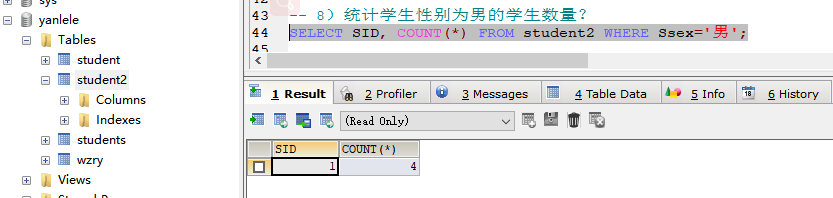 sys
yanlele
Tables
student
student2
Columns
Indexes
students
wzry
Views
43 -- 8）统计学生性别为男的学生数量?
44 SELECT SID, COUNT(*) FROM student2 WHERE Ssex='男';
45
1 Result 2 Profiler 3 Messages 4 Table Data 5 Info 6 History
(Read Only)
SID COUNT(*)
1 4